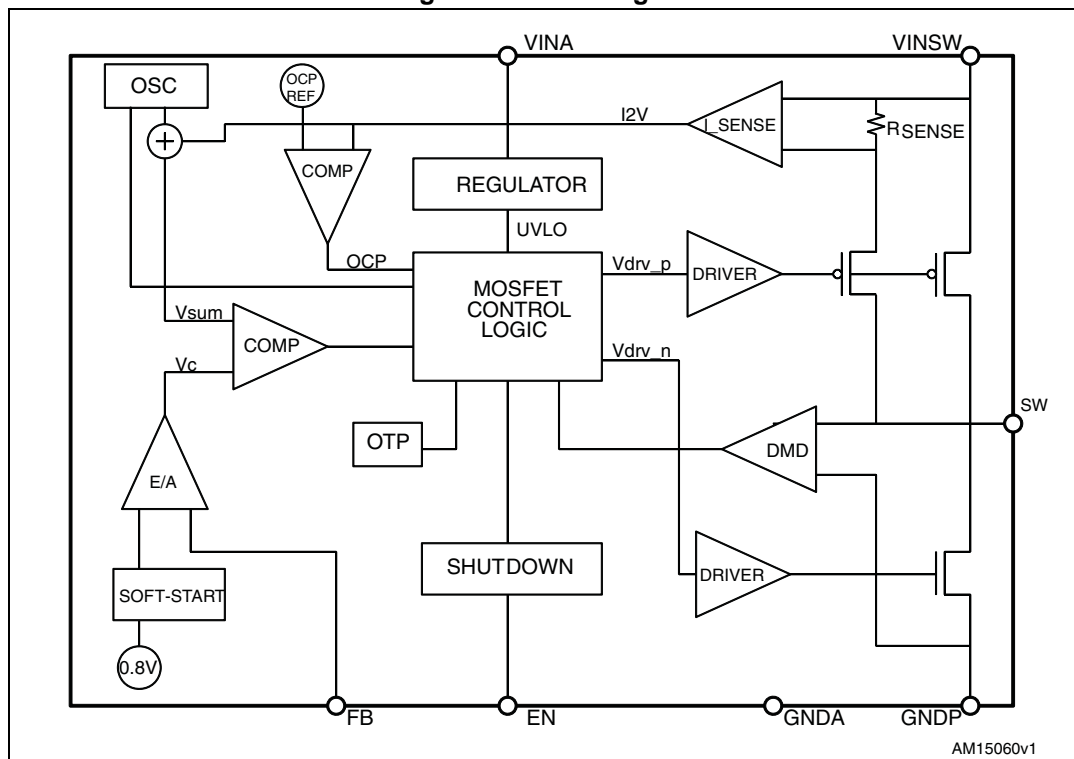 VINA
VINSW
OSC
OCP
REF
+
I2V
I_SENSE
RSENSE
COMP
REGULATOR
UVLO
OCP
MOSFET
CONTROL
LOGIC
Vdrv_p
DRIVER
Vsum
COMP
Vc
Vdrv_n
SW
OTP
DMD
E/A
SHUTDOWN
DRIVER
SOFT-START
0.8V
FB
EN
GNDA
GNDP
AM15060v1